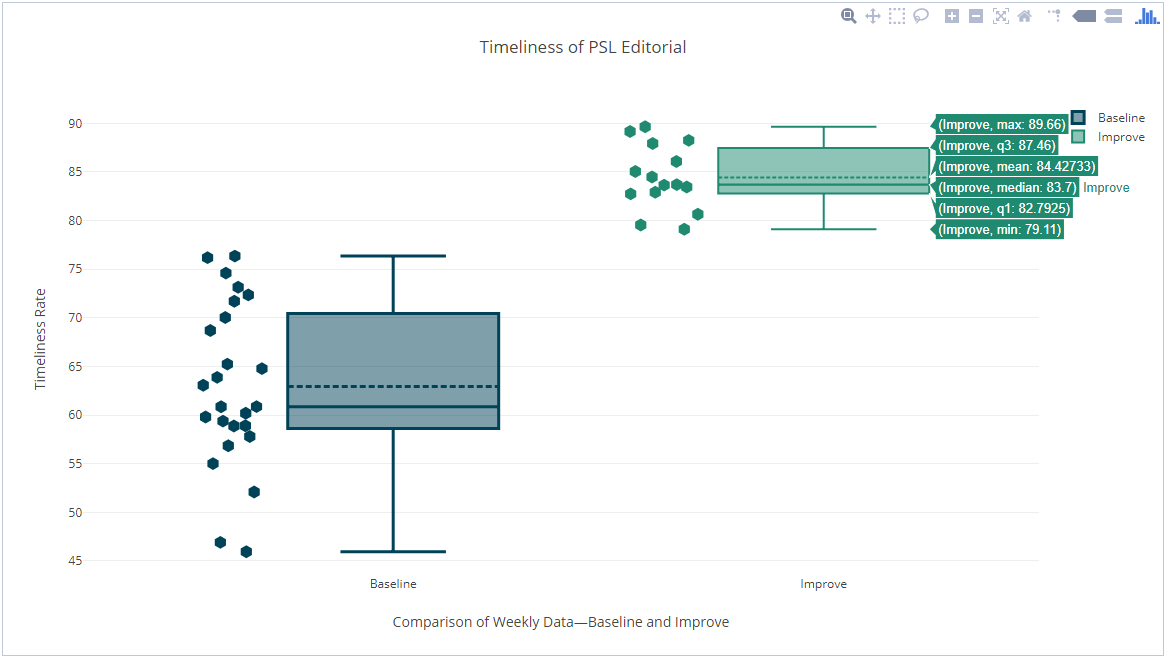 Timeliness of PSL Editorial
90
85
80
75
70
65
60
55
50
45
Timeliness Rate
(Improve, max: 89.66)
(Improve, q3: 87.46)
(Improve, mean: 84.42733)
(Improve, median: 83.7) Improve
(Improve, q1: 82.7925)
(Improve, min: 79.11)
Baseline
Improve
Baseline Improve
Comparison of Weekly Data—Baseline and Improve